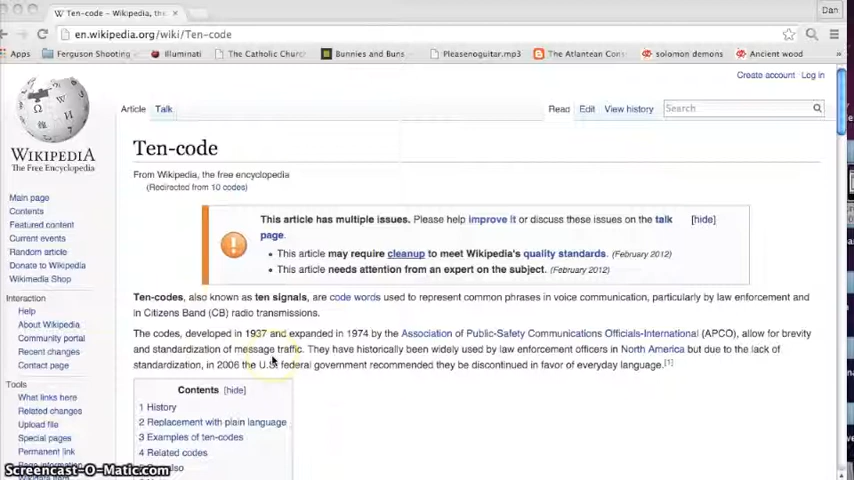 Ten-code – Wikipedia, the
Dan
en.wikipedia.org/wiki/Ten-code
Apps Ferguson Shooting Illuminati The Catholic Churc Bunnies and Buns Pleasenoguitar.mp3 The Atlantean Cons solomon demons Ancient wood
Create account Log in
Article Talk Read Edit View history Search
WIKIPEDIA
The Free Encyclopedia
Main page
Contents
Featured content
Current events
Random article
Donate to Wikipedia
Wikimedia Shop
Interaction
Help
About Wikipedia
Community portal
Recent changes
Contact page
Tools
What links here
Related changes
Upload file
Special pages
Permanent link
Page information
Ten-code
From Wikipedia, the free encyclopedia
(Redirected from 10 codes)
This article has multiple issues. Please help improve it or discuss these issues on the talk [hide]
page.
• This article may require cleanup to meet Wikipedia's quality standards. (February 2012)
• This article needs attention from an expert on the subject. (February 2012)
Ten-codes, also known as ten signals, are code words used to represent common phrases in voice communication, particularly by law enforcement and
in Citizens Band (CB) radio transmissions.
The codes, developed in 1937 and expanded in 1974 by the Association of Public-Safety Communications Officials-International (APCO), allow for brevity
and standardization of message traffic. They have historically been widely used by law enforcement officers in North America but due to the lack of
standardization, in 2006 the U.S. federal government recommended they be discontinued in favor of everyday language.[1]
Contents [hide]
1 History
2 Replacement with plain language
3 Examples of ten-codes
4 Related codes
Screencast-O-Matic.com